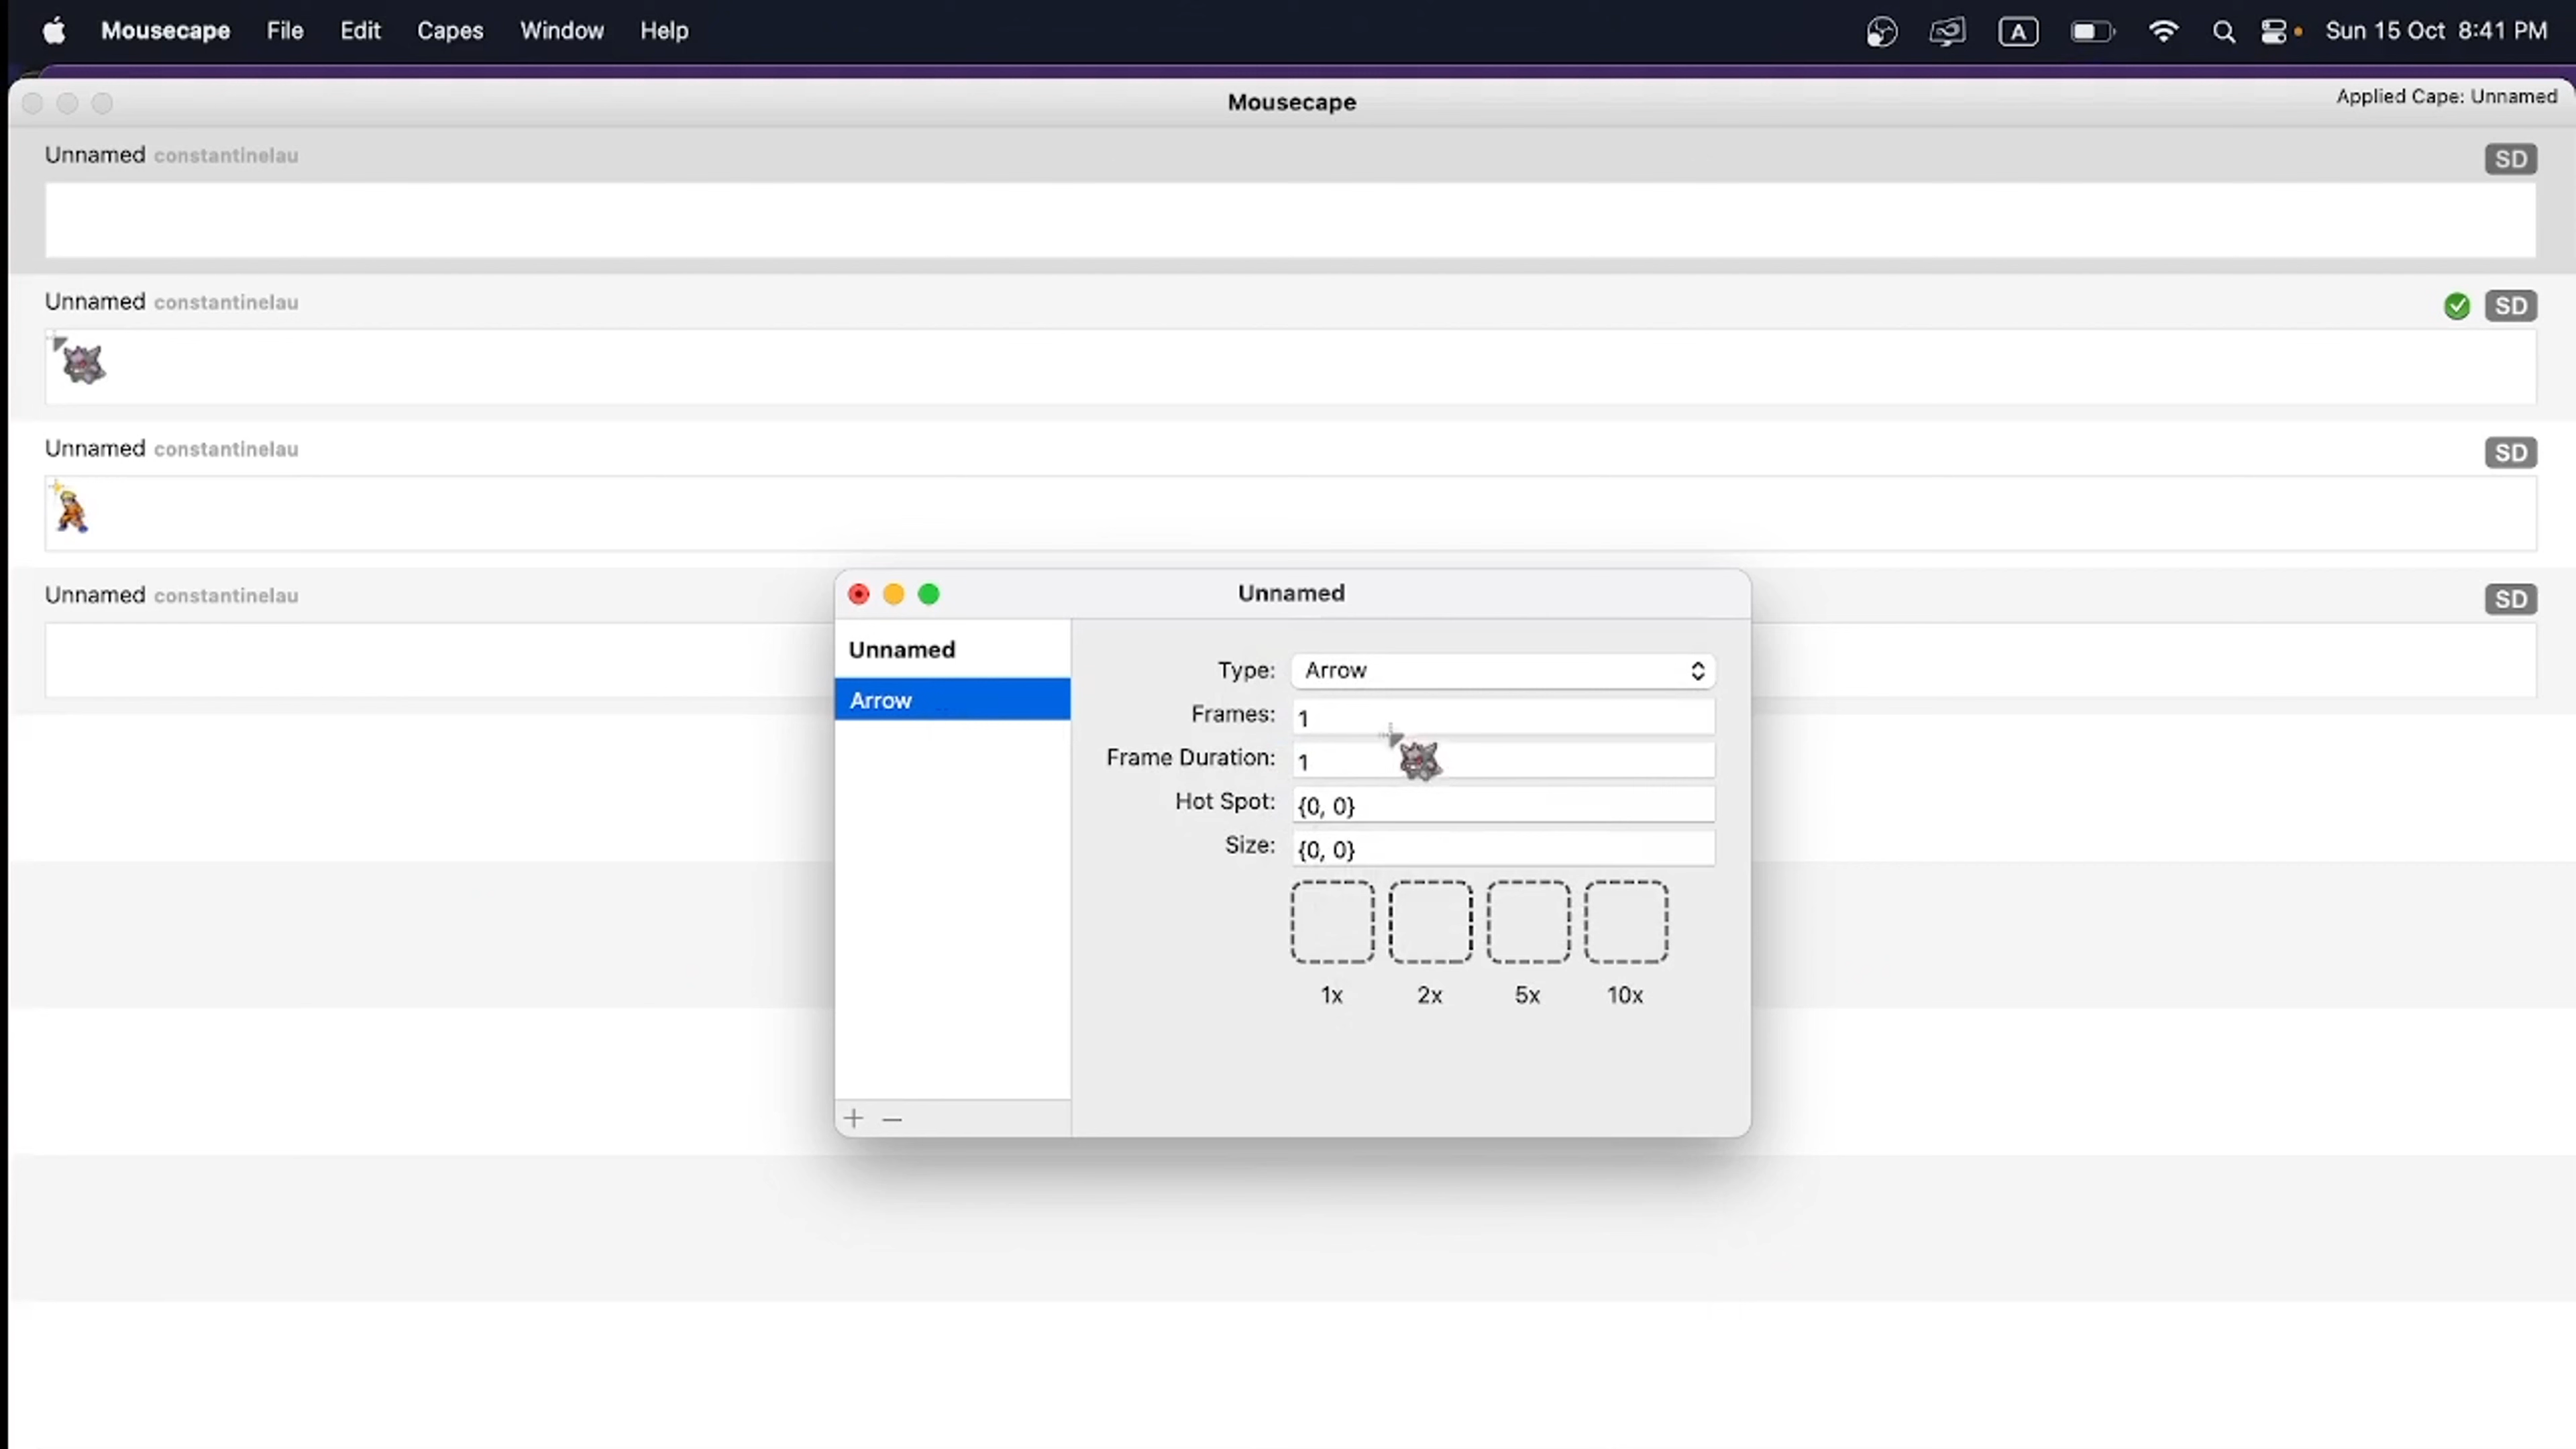 Mousecape File Edit Capes Window Help A Sun 15 Oct 8:41 PM
Mousecape
Applied Cape: Unnamed
Unnamed constantinelau SD
Unnamed constantinelau SD
Unnamed constantinelau SD
Unnamed constantinelau SD
Unnamed
Unnamed
Arrow
Type: Arrow
Frames: 1
Frame Duration: 1
Hot Spot: {0, 0}
Size: {0, 0}
1x 2x 5x 10x